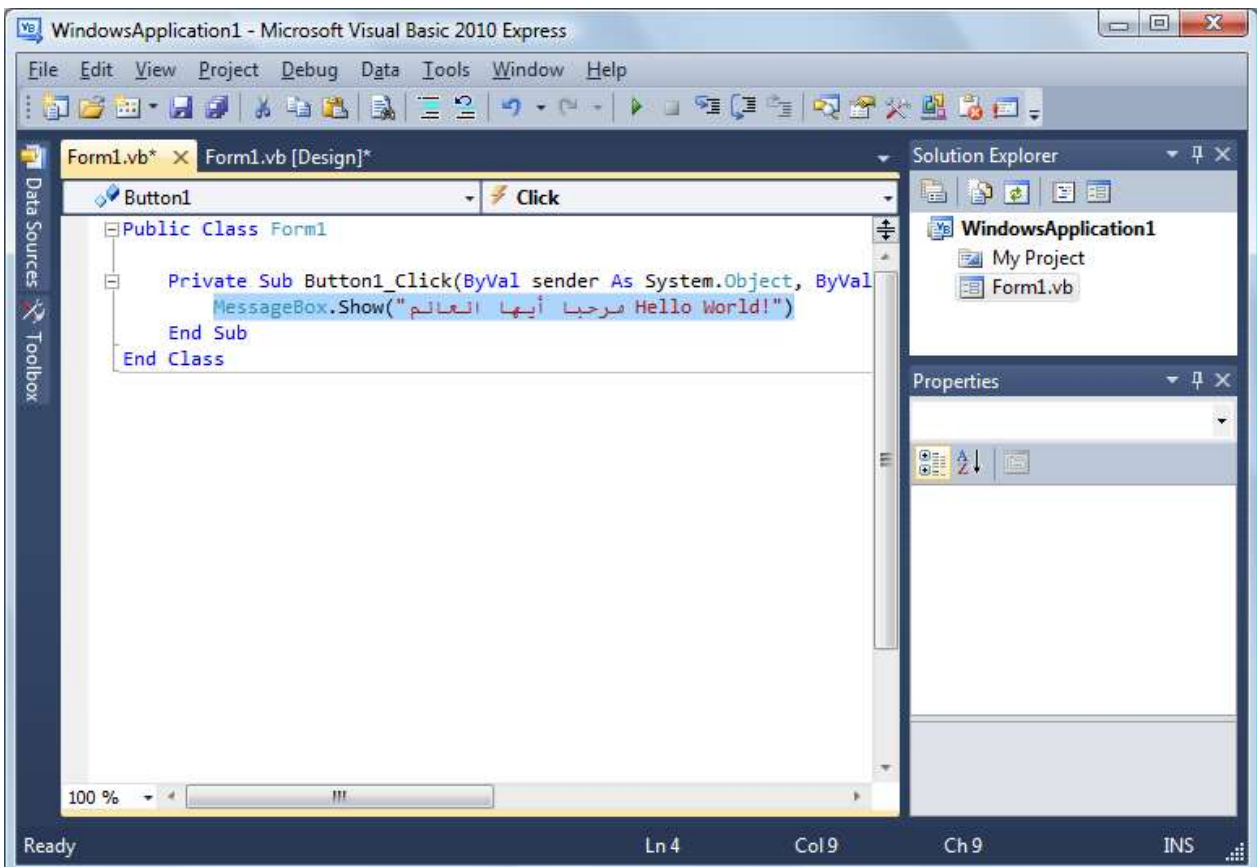 WindowsApplication1 - Microsoft Visual Basic 2010 Express
File Edit View Project Debug Data Tools Window Help
Form1.vb* Form1.vb [Design]*
Button1 Click
Public Class Form1
Private Sub Button1_Click(ByVal sender As System.Object, ByVal
MessageBox.Show("مرحبا أيها العالم Hello World!")
End Sub
End Class
100 %
Data Sources
Toolbox
Solution Explorer
WindowsApplication1
My Project
Form1.vb
Properties
Ready Ln 4 Col 9 Ch 9 INS